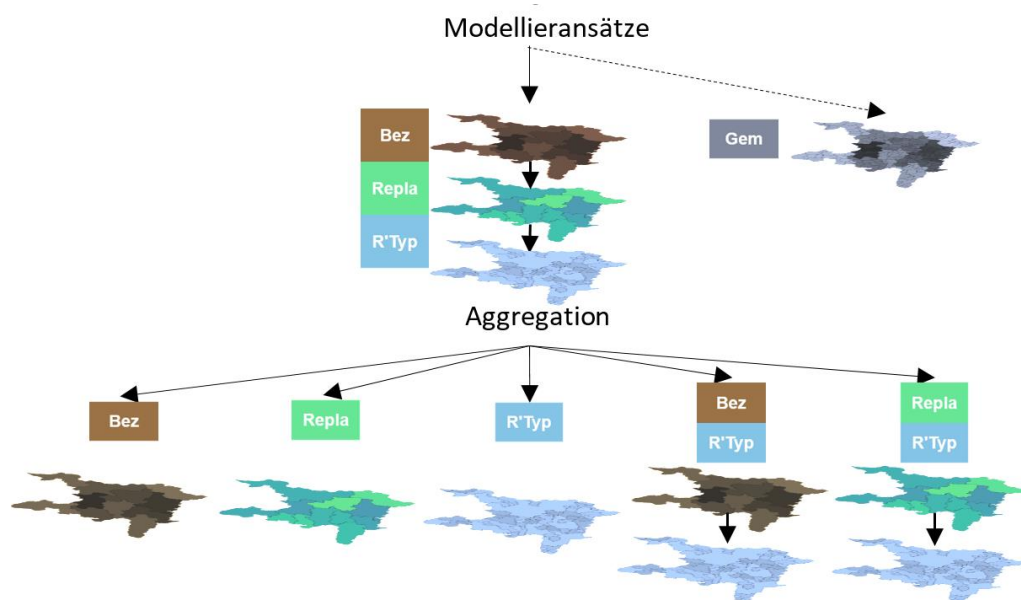 Modellieransätze
Bez
Gem
Repla
R'Typ
Aggregation
Bez
Repla
R'Typ
Bez
R'Typ
Repla
R'Typ